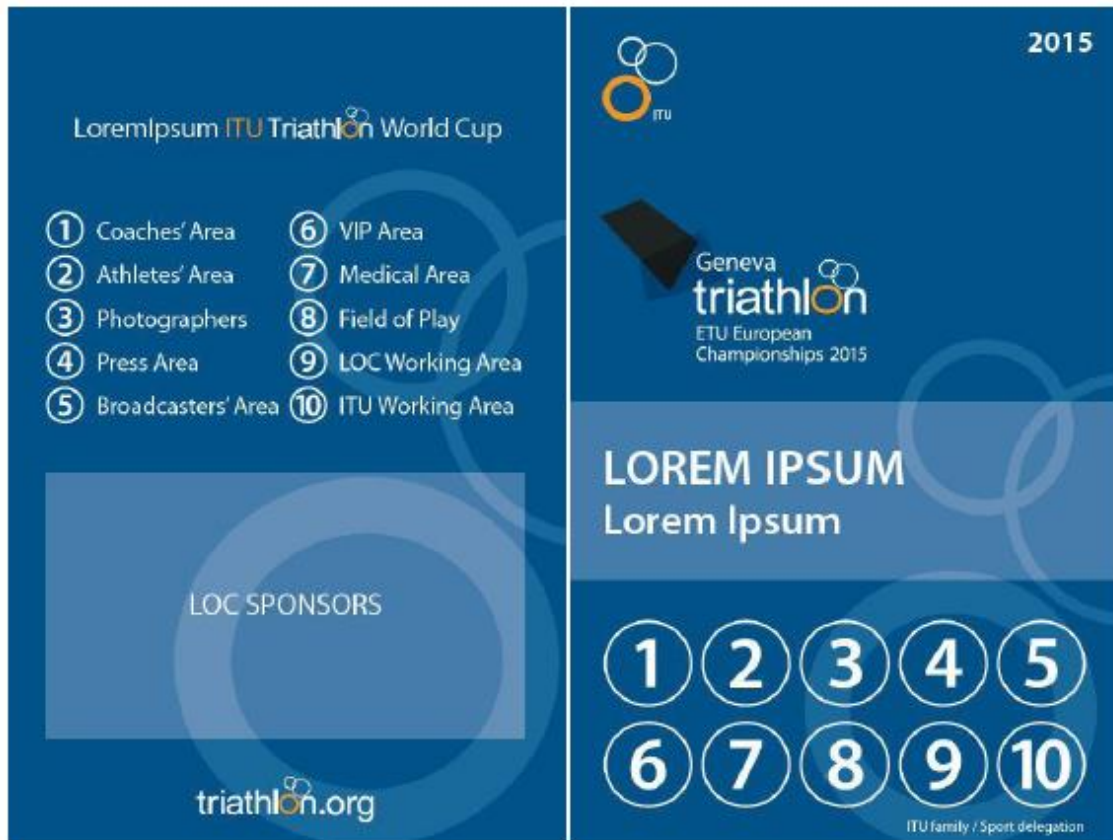 LoremIpsum ITU Triathlon World Cup
1 Coaches' Area
2 Athletes' Area
3 Photographers
4 Press Area
5 Broadcasters' Area
6 VIP Area
7 Medical Area
8 Field of Play
9 LOC Working Area
10 ITU Working Area
LOC SPONSORS
triathlon.org
2015
ITU
Geneva
triathlon
ETU European
Championships 2015
LOREM IPSUM
Lorem Ipsum
1 2 3 4 5
6 7 8 9 10
ITU family / Sport delegation